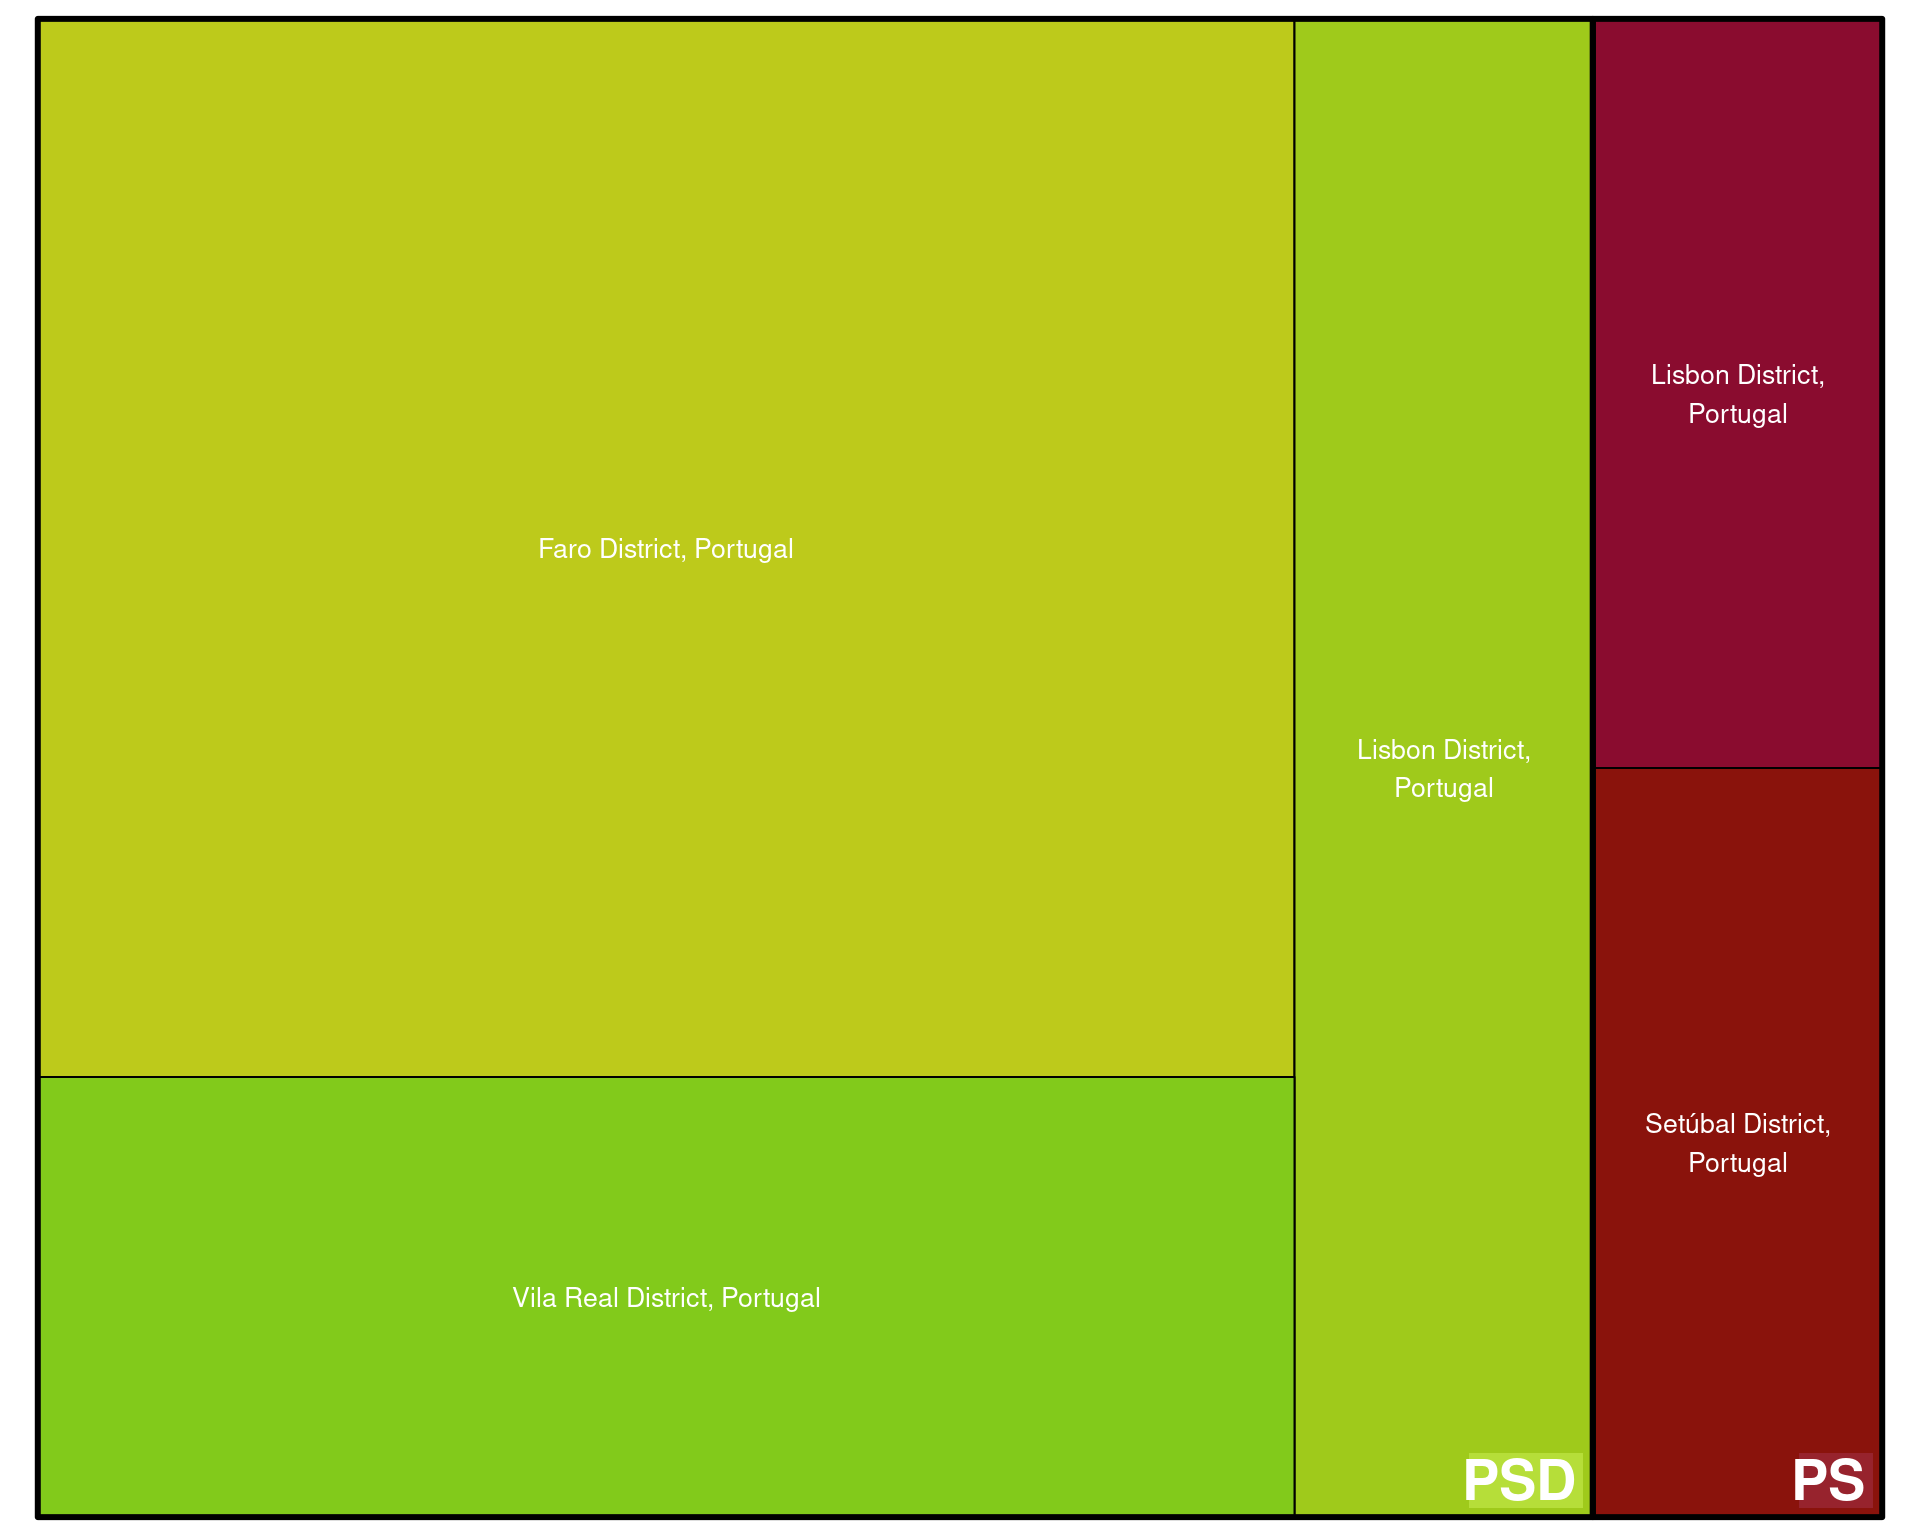 Faro District, Portugal
Vila Real District, Portugal
Lisbon District,
Portugal
PSD
Lisbon District,
Portugal
Setúbal District,
Portugal
PS